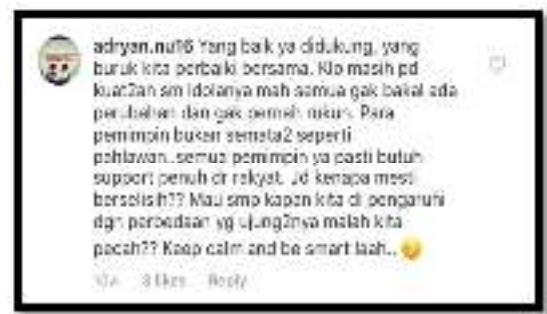 adryan.nu16 Yang baik ya didukung, yang
buruk kita perbaiki bersama. Klo masih pd
kuat2an sm idolanya mah semua gak bakal ada
perubahan dan gak pernah rukun. Para
pemimpin bukan semata2 seperti
pahlawan..semua pemimpin ya pasti butuh
support penuh dr rakyat. Jd kenapa mesti
berselisih?? Mau smp kapan kita di pengaruhi
dgn perbedaan yg ujung2nya malah kita
pecah?? Keep calm and be smart laah..
3 likes Reply